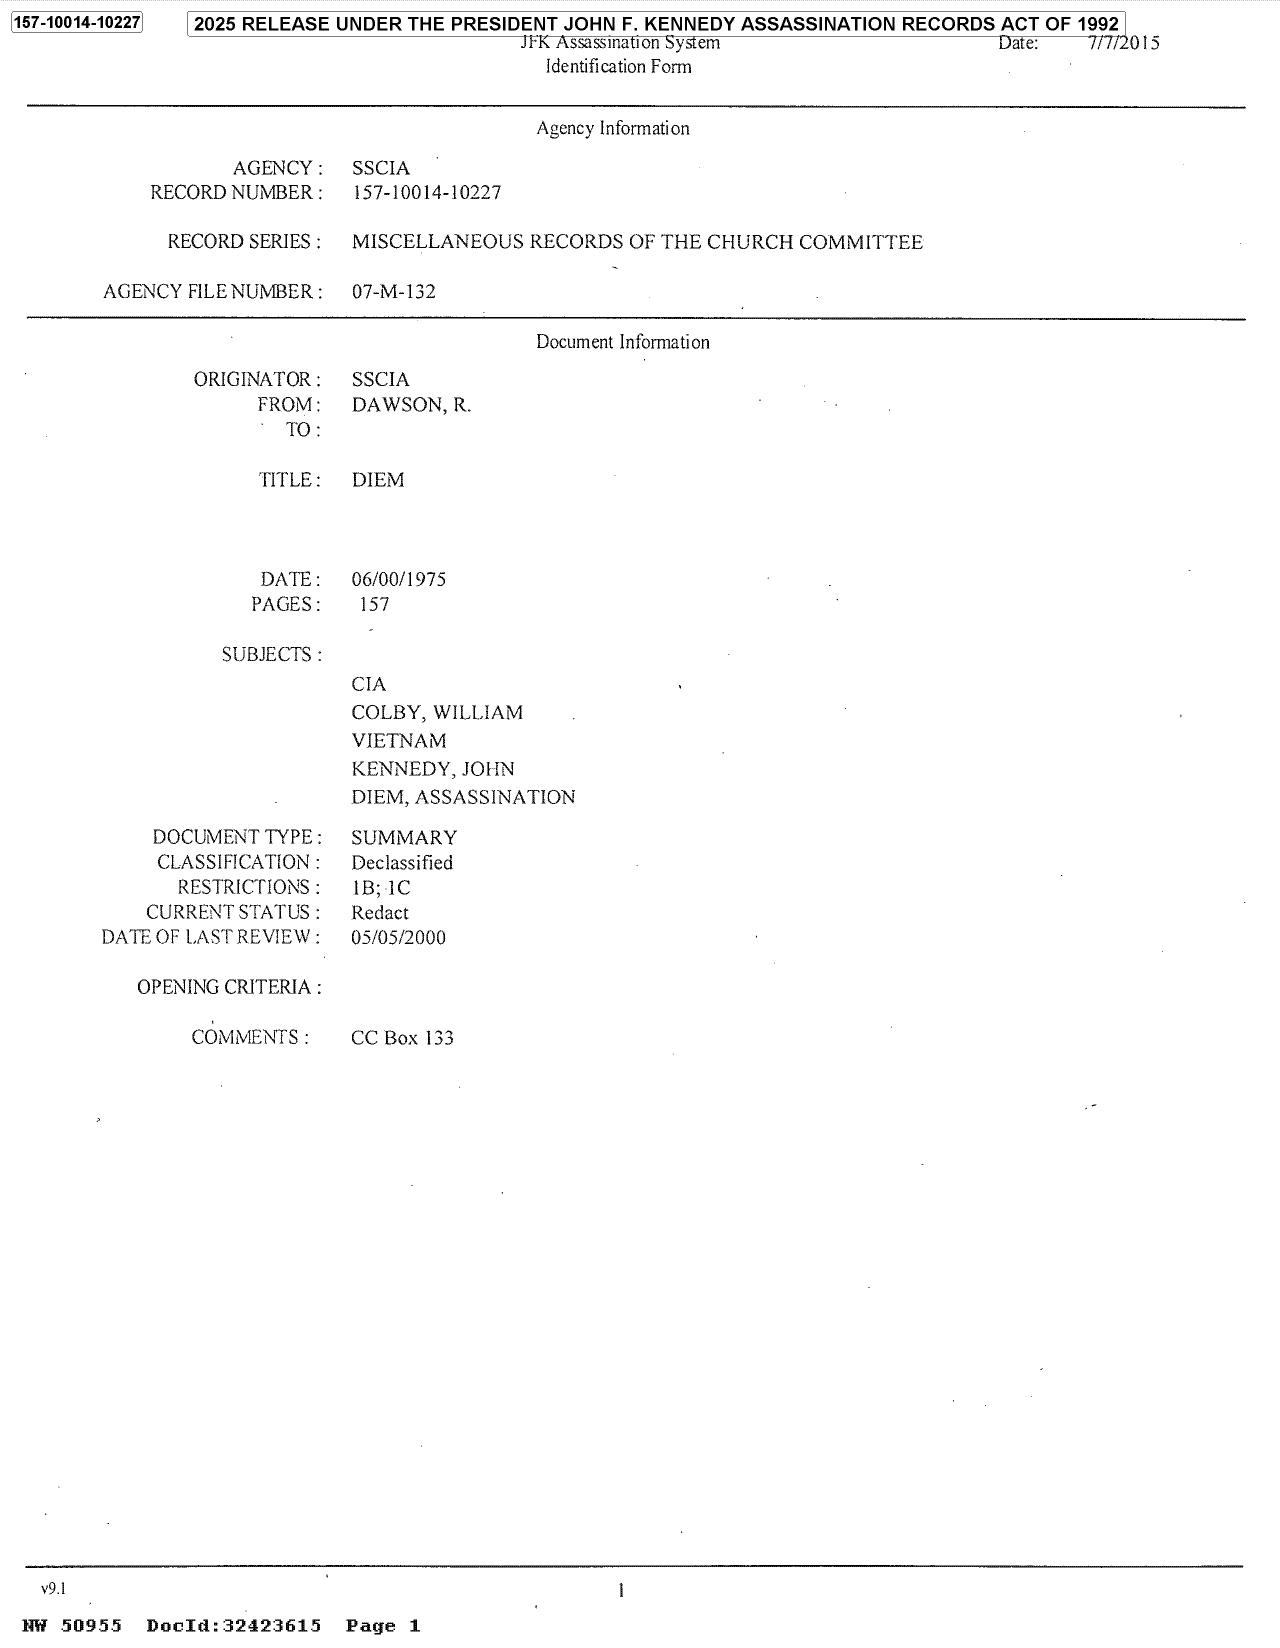 157-10014-10227 2025 RELEASE UNDER THE PRESIDENT JOHN F. KENNEDY ASSASSINATION RECORDS ACT OF 1992
JFK Assassination System Date: 7/7/2015
Identification Form
Agency Information
AGENCY : SSCIA
RECORD NUMBER : 157-10014-10227
RECORD SERIES : MISCELLANEOUS RECORDS OF THE CHURCH COMMITTEE
AGENCY FILE NUMBER : 07-M-132
Document Information
ORIGINATOR : SSCIA
FROM : DAWSON, R.
TO :
TITLE : DIEM
DATE : 06/00/1975
PAGES : 157
SUBJECTS :
CIA
COLBY, WILLIAM
VIETNAM
KENNEDY, JOHN
DIEM, ASSASSINATION
DOCUMENT TYPE : SUMMARY
CLASSIFICATION : Declassified
RESTRICTIONS : 1B; 1C
CURRENT STATUS : Redact
DATE OF LAST REVIEW : 05/05/2000
OPENING CRITERIA :
COMMENTS : CC Box 133
v9.1 1
NW 50955 DocId:32423615 Page 1